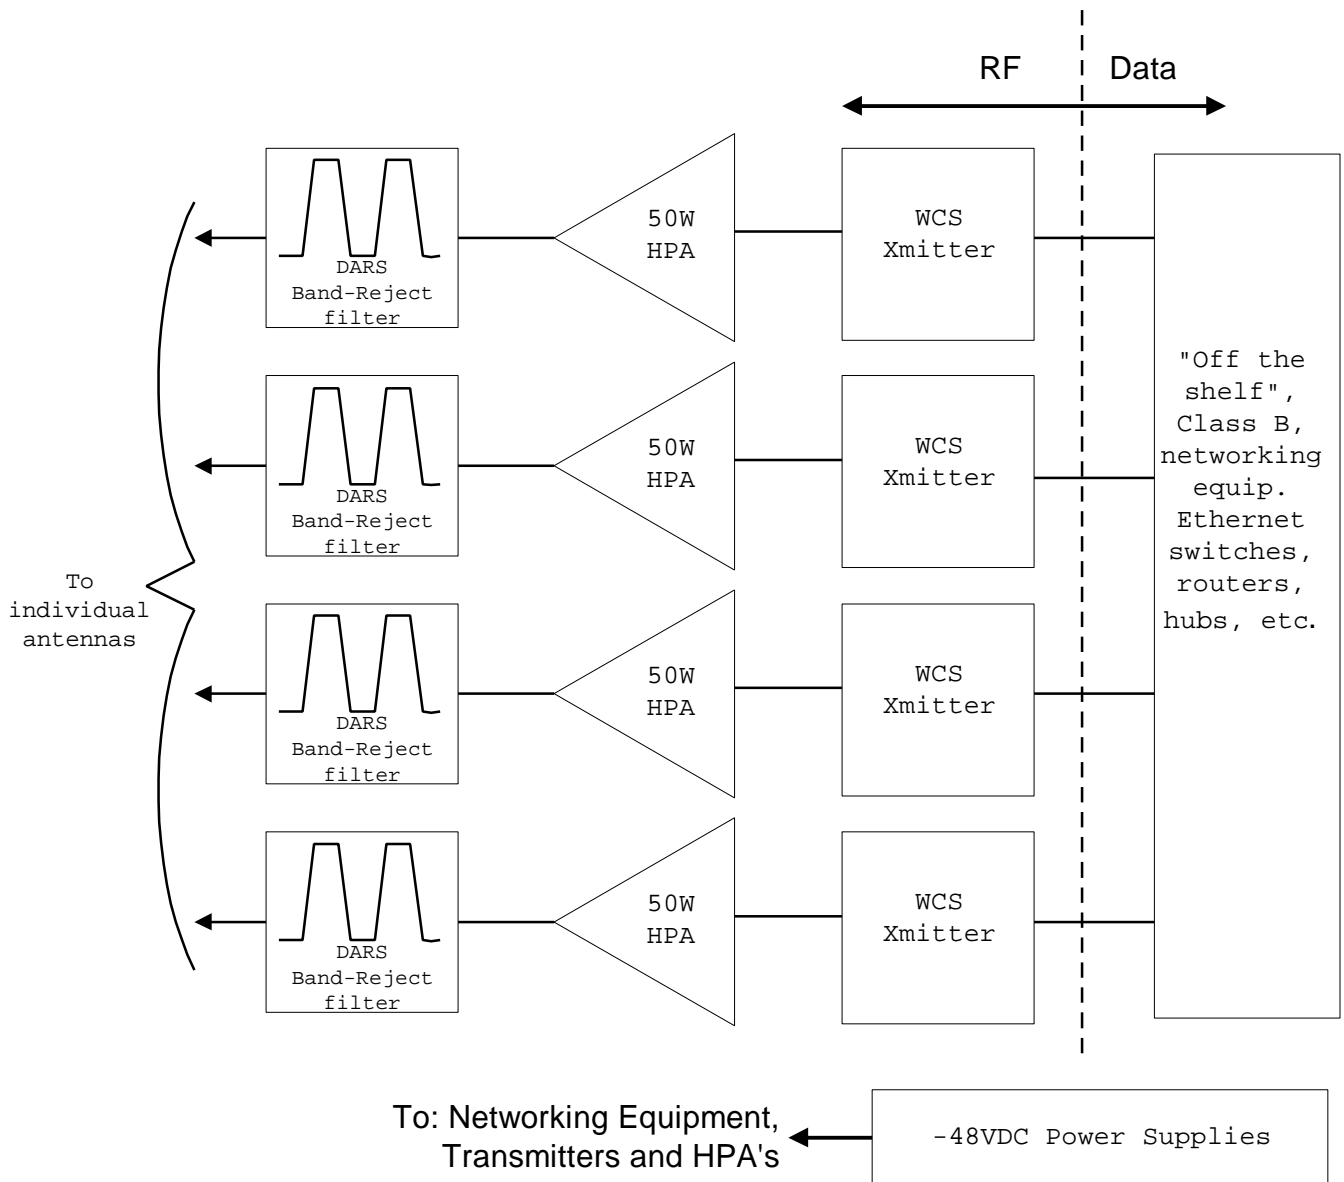 RF
Data
50W
HPA
WCS
Xmitter
DARS
Band-Reject
filter
50W
HPA
WCS
Xmitter
DARS
Band-Reject
filter
"Off the
shelf",
Class B,
networking
equip.
Ethernet
switches,
routers,
hubs, etc.
To
individual
antennas
50W
HPA
WCS
Xmitter
DARS
Band-Reject
filter
50W
HPA
WCS
Xmitter
DARS
Band-Reject
filter
To: Networking Equipment,
Transmitters and HPA's
-48VDC Power Supplies